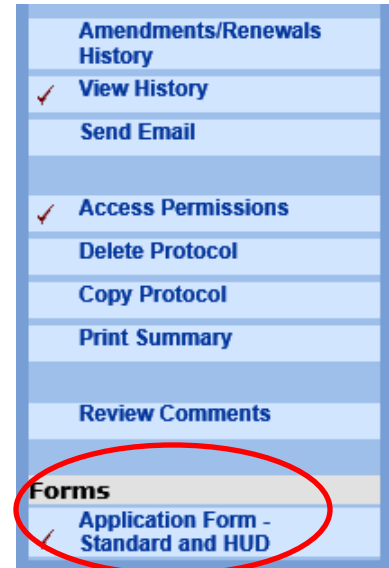 Amendments/Renewals
History
View History
Send Email
Access Permissions
Delete Protocol
Copy Protocol
Print Summary
Review Comments
Forms
Application Form -
Standard and HUD